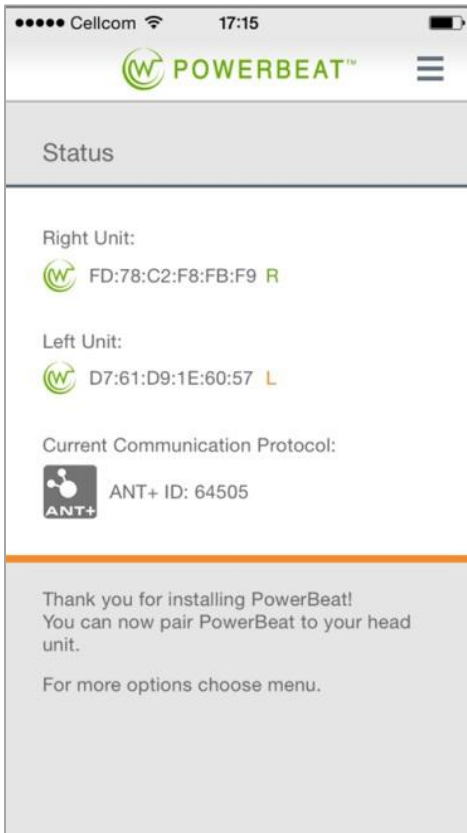 Cellcom 17:15
W POWERBEAT™
Status
Right Unit:
W FD:78:C2:F8:FB:F9 R
Left Unit:
W D7:61:D9:1E:60:57 L
Current Communication Protocol:
ANT+ ANT+ ID: 64505
Thank you for installing PowerBeat!
You can now pair PowerBeat to your head
unit.
For more options choose menu.